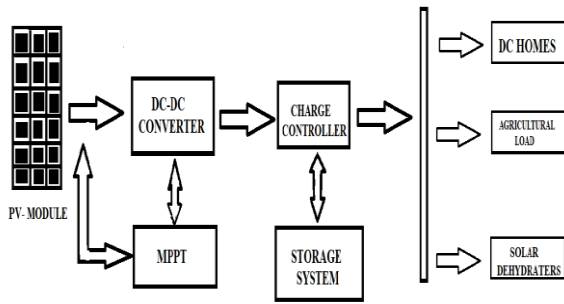 PV- MODULE
DC-DC
CONVERTER
MPPT
CHARGE
CONTROLLER
STORAGE
SYSTEM
DC HOMES
AGRICULTURAL
LOAD
SOLAR
DEHYDRATERS